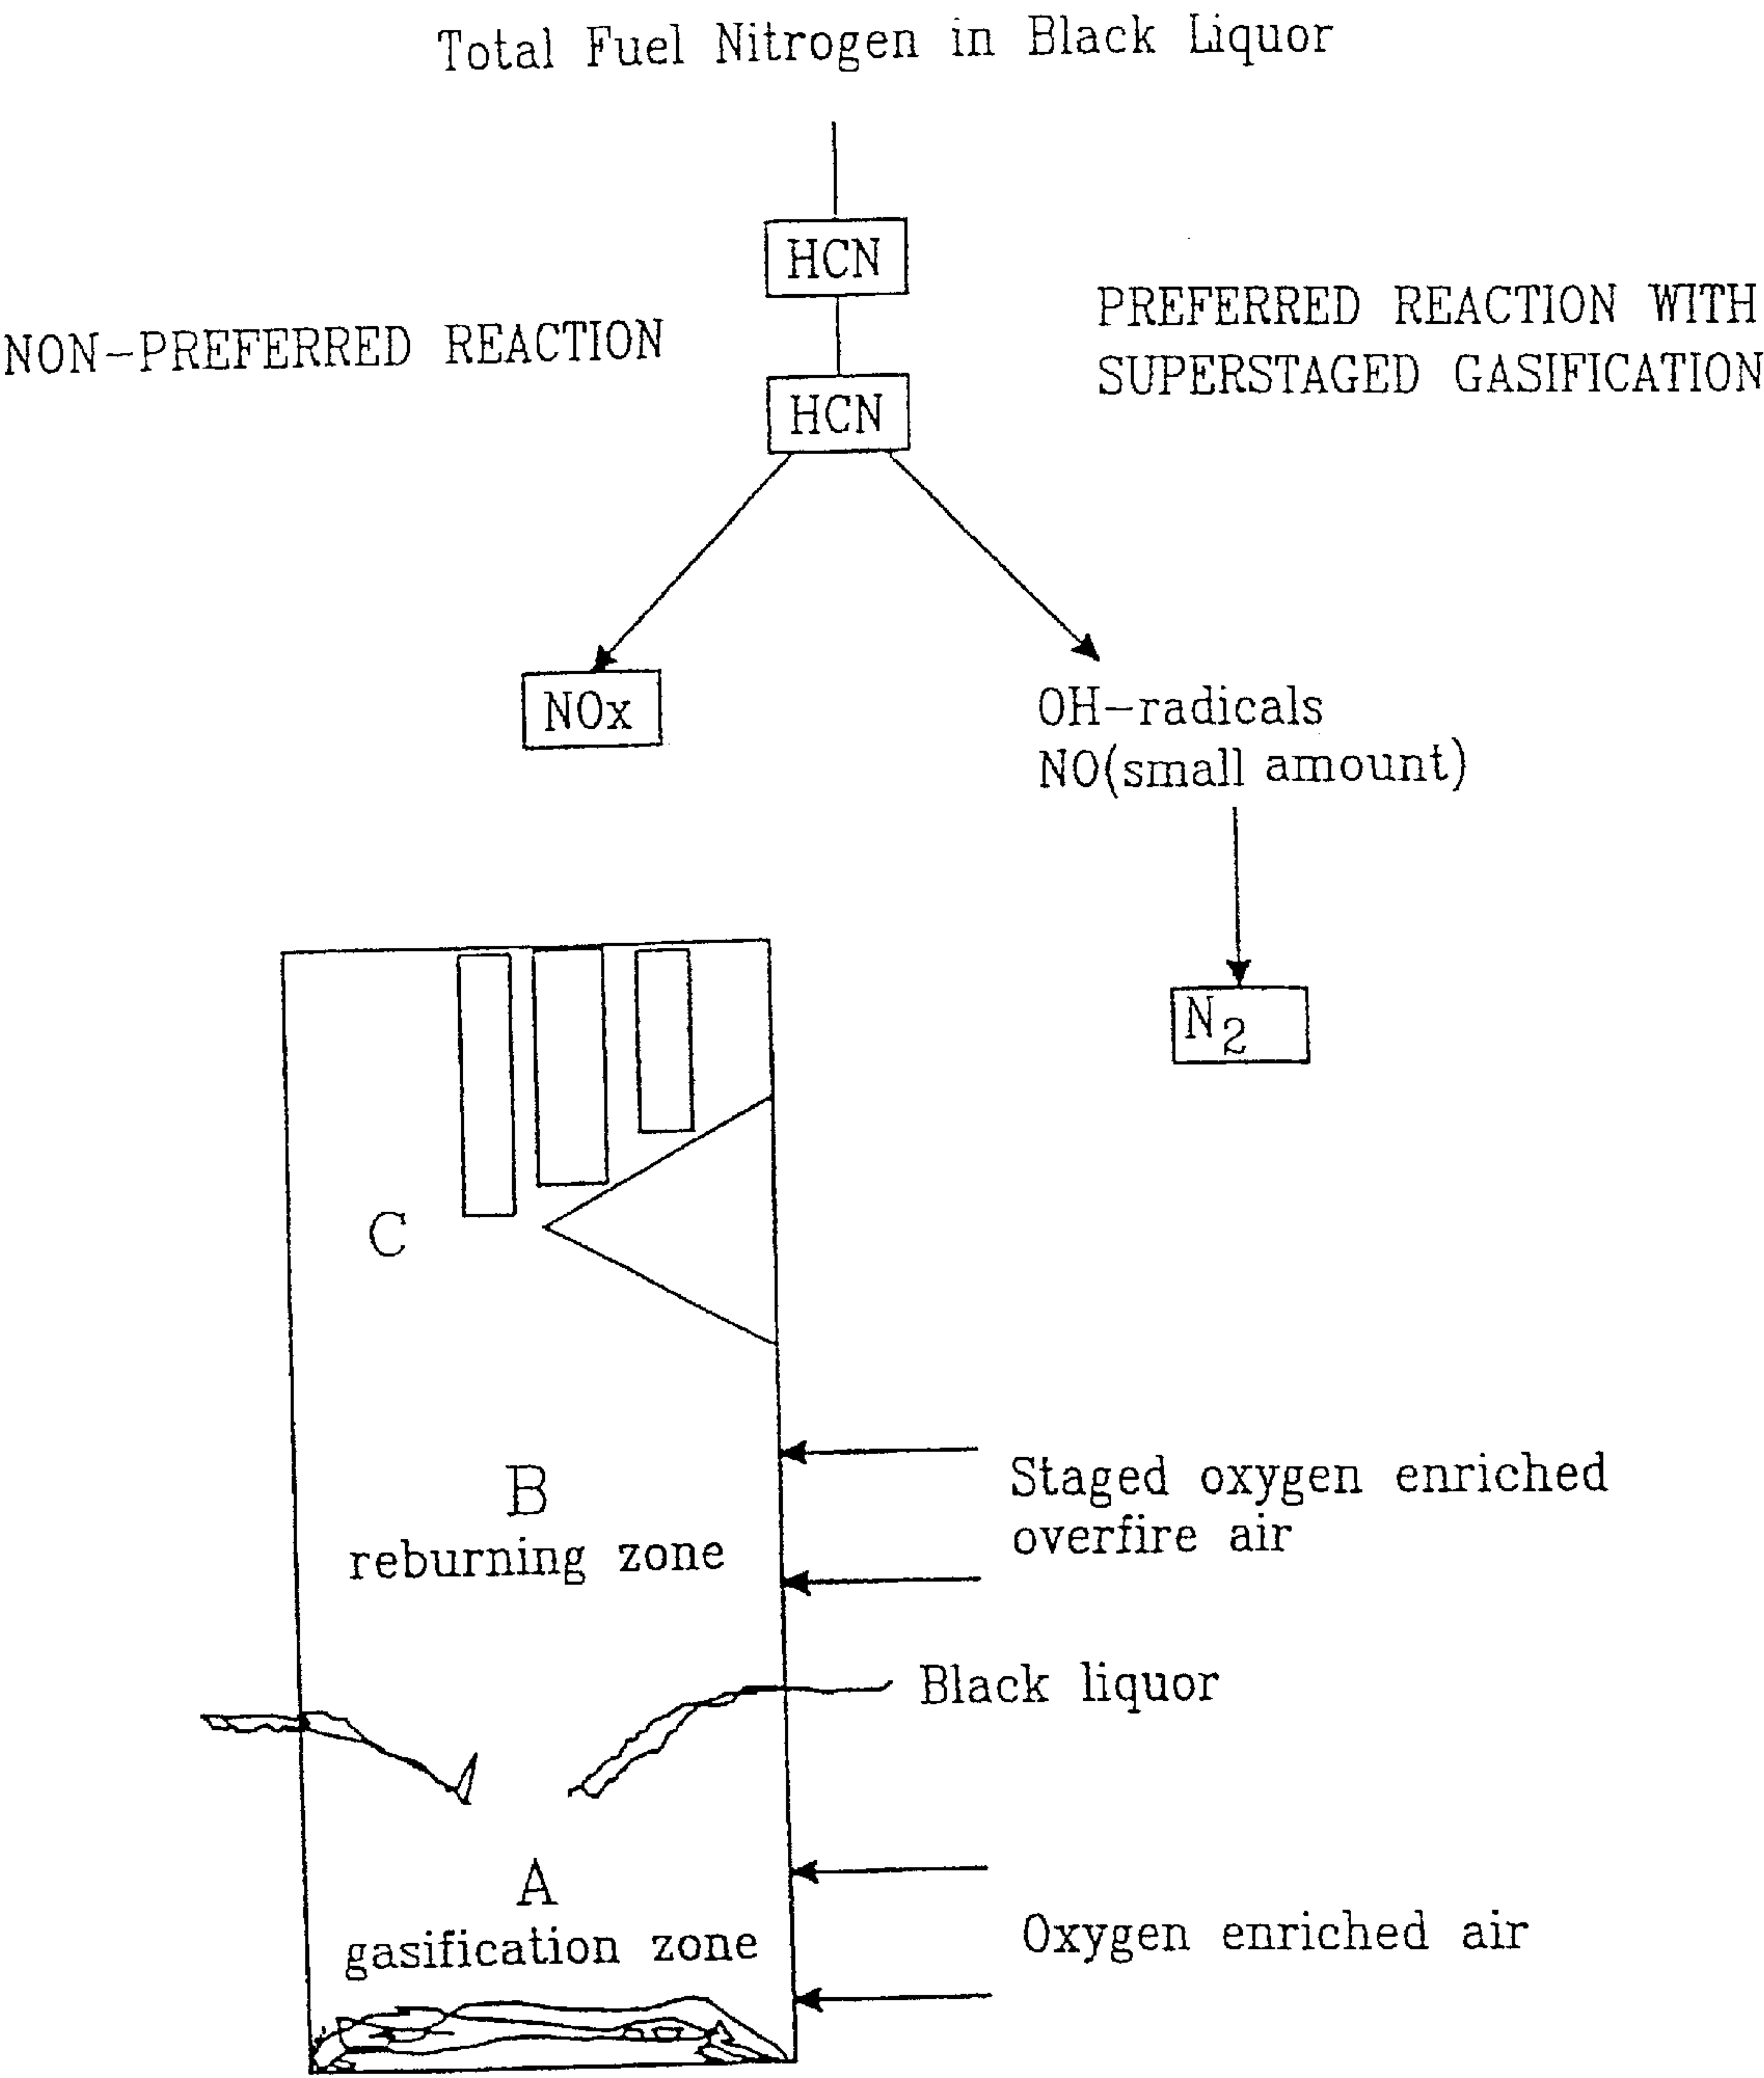 Total Fuel Nitrogen in Black Liquor
HCN
NON-PREFERRED REACTION
PREFERRED REACTION WITH
SUPERSTAGED GASIFICATION
HCN
NOx
OH-radicals
NO(small amount)
N2
C
B
reburning zone
Staged oxygen enriched
overfire air
Black liquor
A
gasification zone
Oxygen enriched air